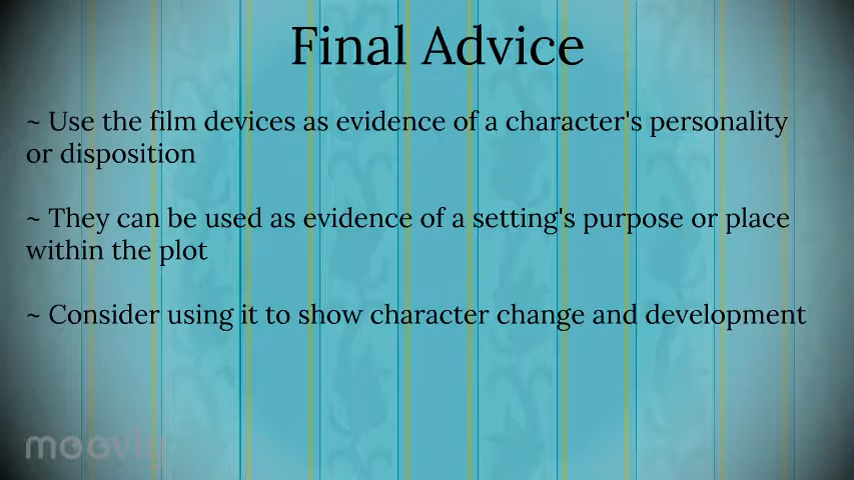 Final Advice
~ Use the film devices as evidence of a character's personality
or disposition
~ They can be used as evidence of a setting's purpose or place
within the plot
~ Consider using it to show character change and development
moovly